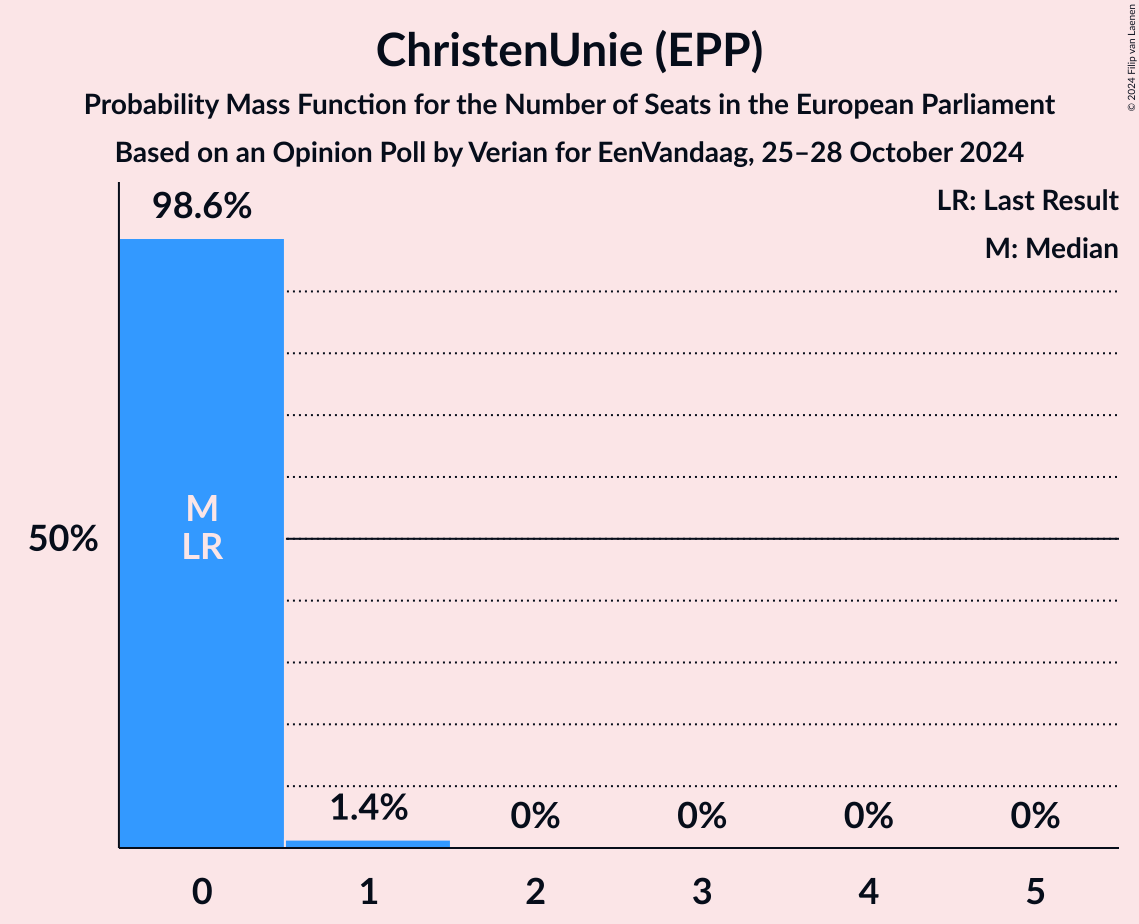 ChristenUnie (EPP)
Probability Mass Function for the Number of Seats in the European Parliament
Based on an Opinion Poll by Verian for EenVandaag, 25–28 October 2024
© 2024 Filip van Laenen
LR: Last Result
M: Median
98.6%
M
LR
50%
1.4%
0%
0%
0%
0%
0
1
2
3
4
5